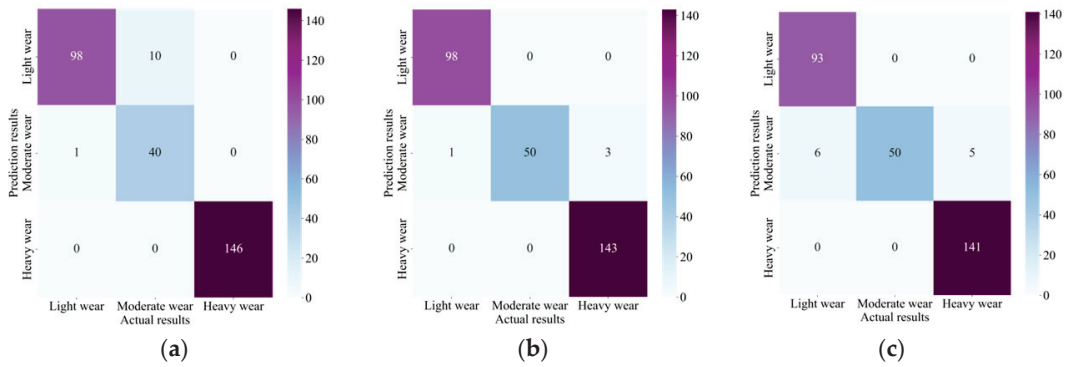 Prediction results
Light wear
Moderate wear
Heavy wear
98 10 0
1 40 0
0 0 146
Light wear Moderate wear Heavy wear
Actual results
140
120
100
80
60
40
20
0
(a)
Prediction results
Light wear
Moderate wear
Heavy wear
98 0 0
1 50 3
0 0 143
Light wear Moderate wear Heavy wear
Actual results
140
120
100
80
60
40
20
0
(b)
Prediction results
Light wear
Moderate wear
Heavy wear
93 0 0
6 50 5
0 0 141
Light wear Moderate wear Heavy wear
Actual results
140
120
100
80
60
40
20
0
(c)